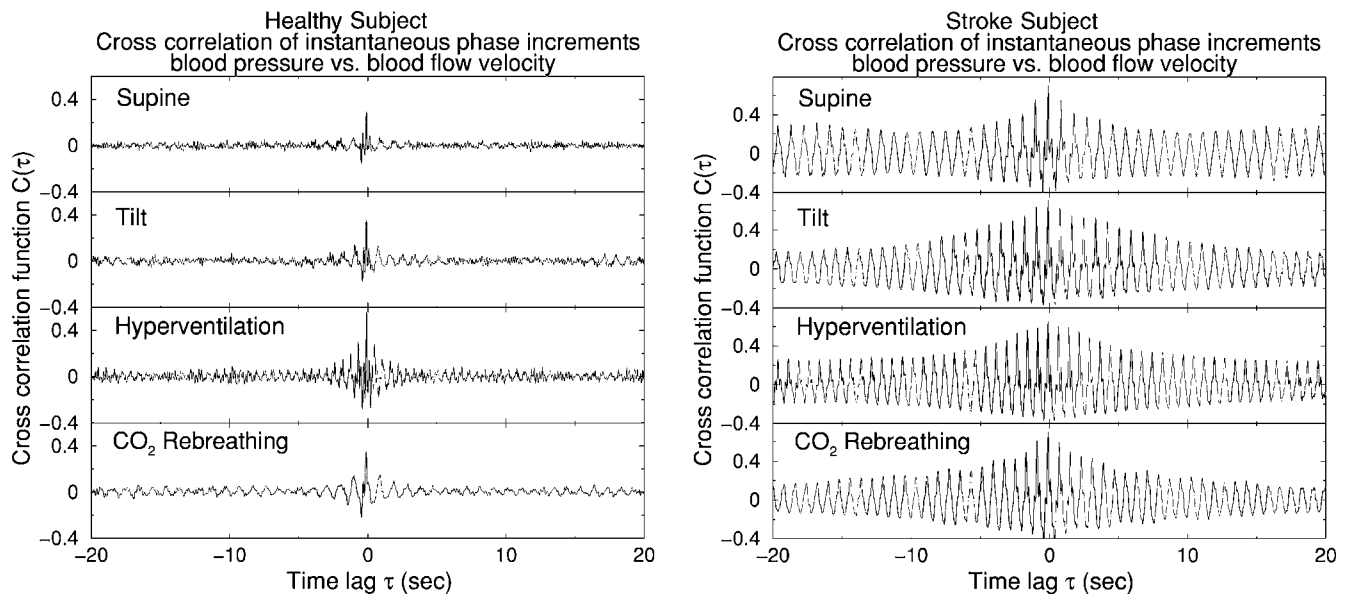 Healthy Subject
Cross correlation of instantaneous phase increments
blood pressure vs. blood flow velocity
Cross correlation function C(τ)
0.4
Supine
0
−0.4
0.4
Tilt
0
−0.4
0.4
Hyperventilation
0
−0.4
0.4
CO₂ Rebreathing
0
−0.4
−20 −10 0 10 20
Time lag τ (sec)
Stroke Subject
Cross correlation of instantaneous phase increments
blood pressure vs. blood flow velocity
Cross correlation function C(τ)
Supine
0.4
0
−0.4
Tilt
0.4
0
−0.4
Hyperventilation
0.4
0
−0.4
CO₂ Rebreathing
0.4
0
−0.4
−20 −10 0 10 20
Time lag τ (sec)